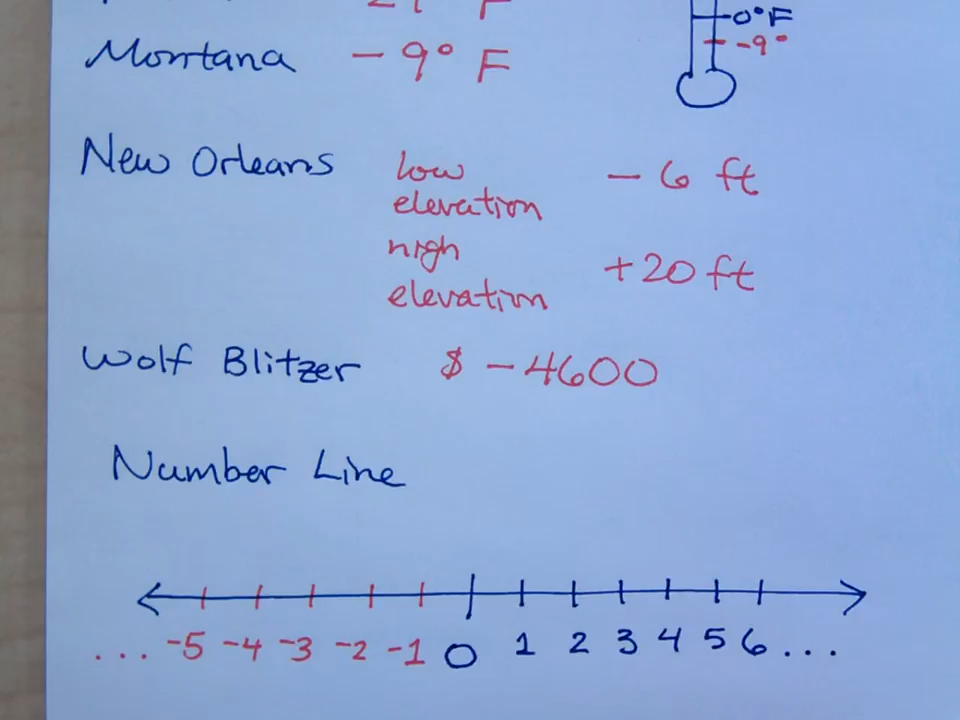 0°F
-9°
Montana -9° F
New Orleans low elevation -6 ft
high elevation +20 ft
Wolf Blitzer $ -4600
Number Line
... -5 -4 -3 -2 -1 0 1 2 3 4 5 6 ...